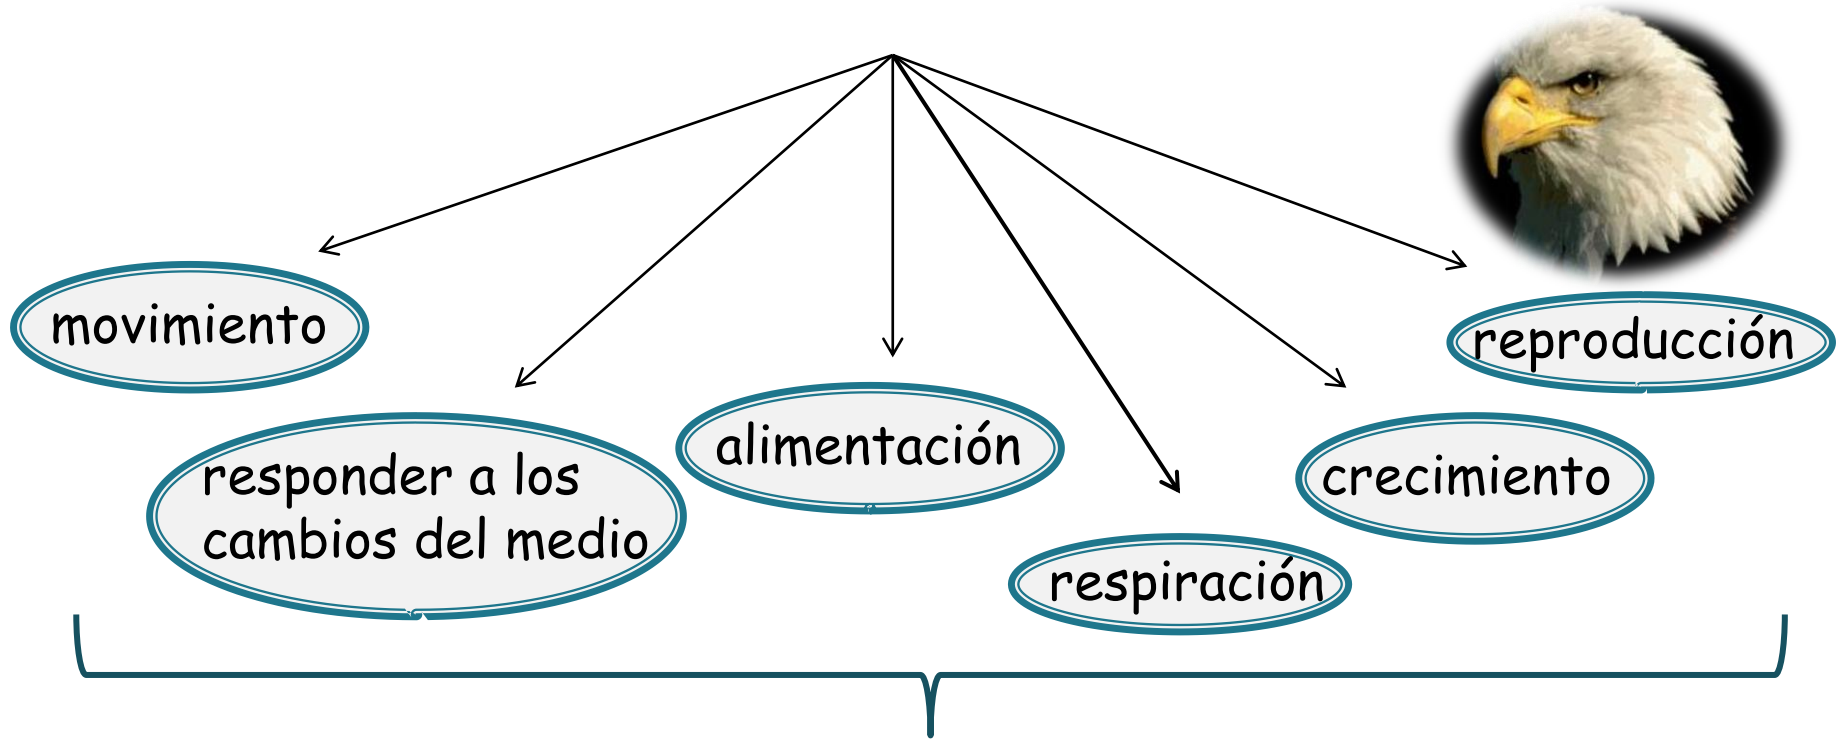 movimiento
responder a los
cambios del medio
alimentación
respiración
crecimiento
reproducción